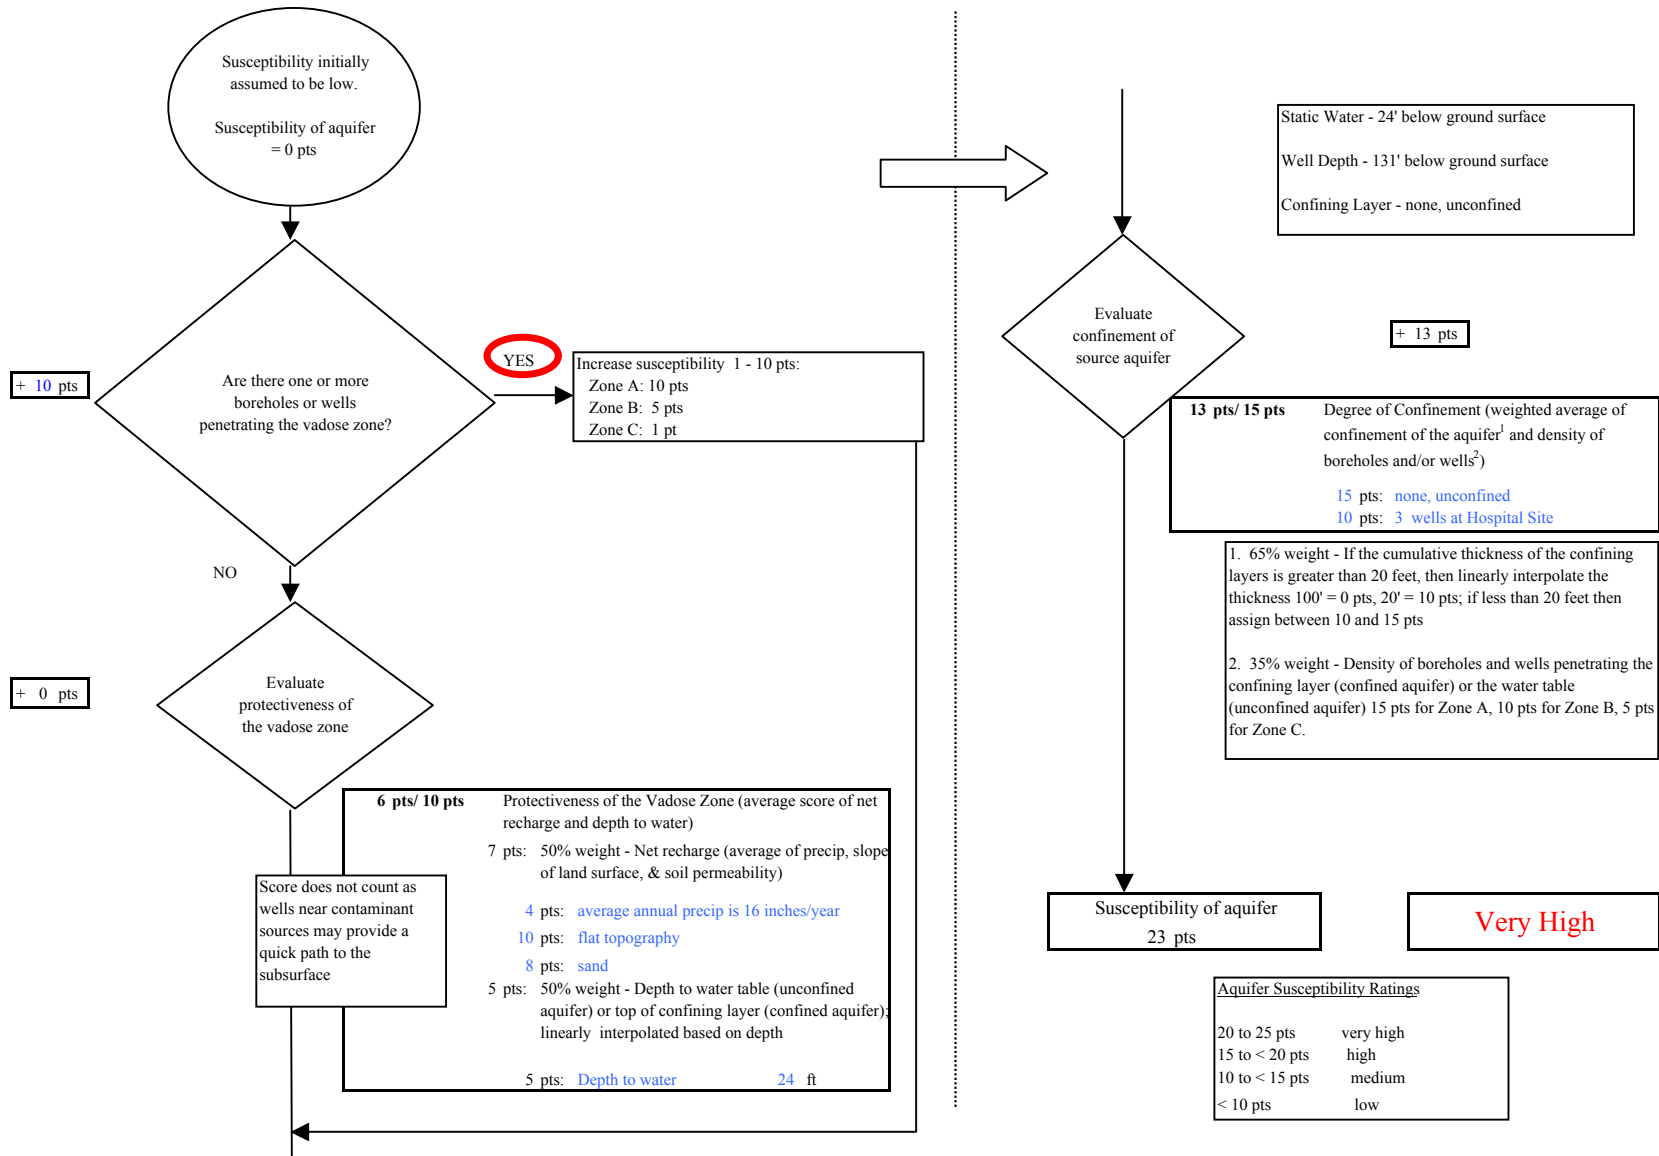 Susceptibility initially
assumed to be low.
Susceptibility of aquifer
= 0 pts
+ 10 pts
Are there one or more
boreholes or wells
penetrating the vadose zone?
YES
Increase susceptibility 1 - 10 pts:
Zone A: 10 pts
Zone B: 5 pts
Zone C: 1 pt
NO
+ 0 pts
Evaluate
protectiveness of
the vadose zone
6 pts/ 10 pts Protectiveness of the Vadose Zone (average score of net
recharge and depth to water)
7 pts: 50% weight - Net recharge (average of precip, slope
of land surface, & soil permeability)
4 pts: average annual precip is 16 inches/year
10 pts: flat topography
8 pts: sand
5 pts: 50% weight - Depth to water table (unconfined
aquifer) or top of confining layer (confined aquifer);
linearly interpolated based on depth
5 pts: Depth to water 24 ft
Score does not count as
wells near contaminant
sources may provide a
quick path to the
subsurface
Static Water - 24' below ground surface
Well Depth - 131' below ground surface
Confining Layer - none, unconfined
Evaluate
confinement of
source aquifer
+ 13 pts
13 pts/ 15 pts Degree of Confinement (weighted average of
confinement of the aquifer1 and density of
boreholes and/or wells2)
15 pts: none, unconfined
10 pts: 3 wells at Hospital Site
1. 65% weight - If the cumulative thickness of the confining
layers is greater than 20 feet, then linearly interpolate the
thickness 100' = 0 pts, 20' = 10 pts; if less than 20 feet then
assign between 10 and 15 pts
2. 35% weight - Density of boreholes and wells penetrating the
confining layer (confined aquifer) or the water table
(unconfined aquifer) 15 pts for Zone A, 10 pts for Zone B, 5 pts
for Zone C.
Susceptibility of aquifer
23 pts
Very High
Aquifer Susceptibility Ratings
20 to 25 pts very high
15 to < 20 pts high
10 to < 15 pts medium
< 10 pts low